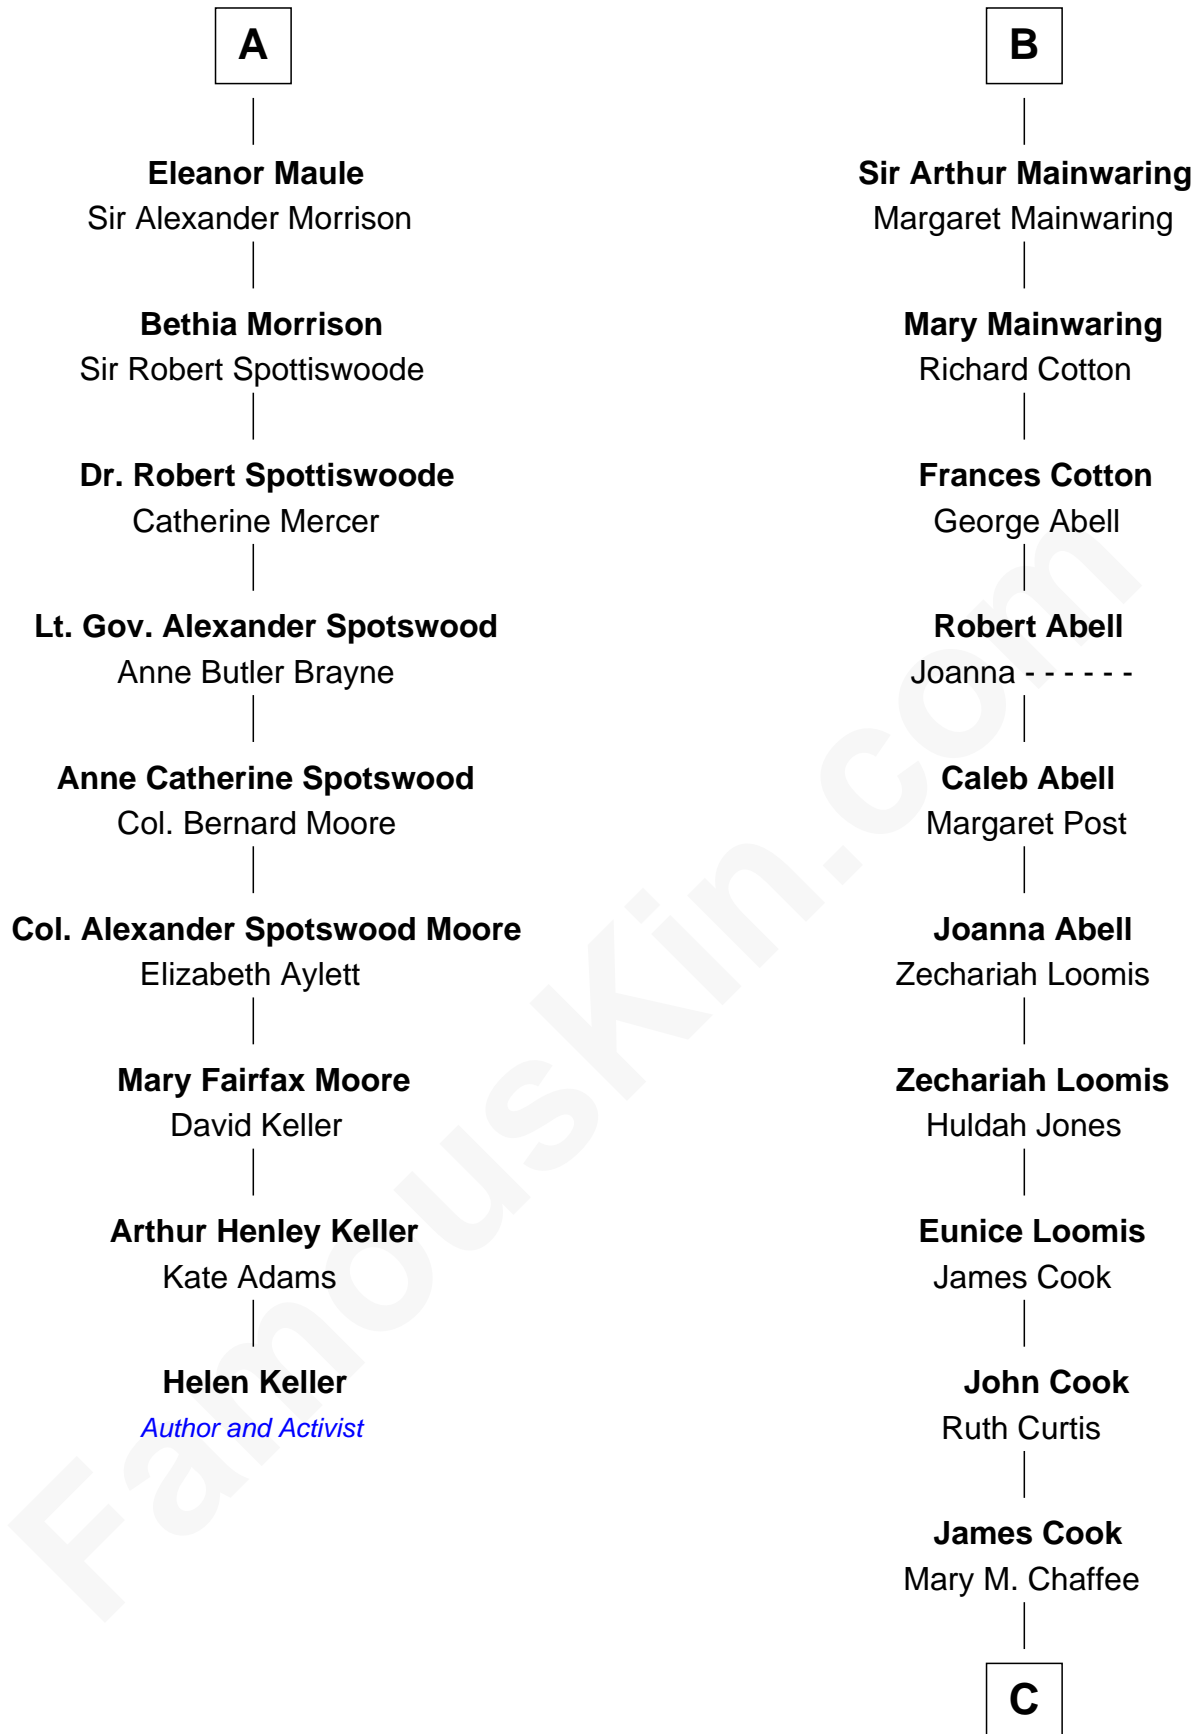 A
Eleanor Maule
Sir Alexander Morrison
Bethia Morrison
Sir Robert Spottiswoode
Dr. Robert Spottiswoode
Catherine Mercer
Lt. Gov. Alexander Spotswood
Anne Butler Brayne
Anne Catherine Spotswood
Col. Bernard Moore
Col. Alexander Spotswood Moore
Elizabeth Aylett
Mary Fairfax Moore
David Keller
Arthur Henley Keller
Kate Adams
Helen Keller
Author and Activist
B
Sir Arthur Mainwaring
Margaret Mainwaring
Mary Mainwaring
Richard Cotton
Frances Cotton
George Abell
Robert Abell
Joanna - - - - - -
Caleb Abell
Margaret Post
Joanna Abell
Zechariah Loomis
Zechariah Loomis
Huldah Jones
Eunice Loomis
James Cook
John Cook
Ruth Curtis
James Cook
Mary M. Chaffee
C
FamousKin.com